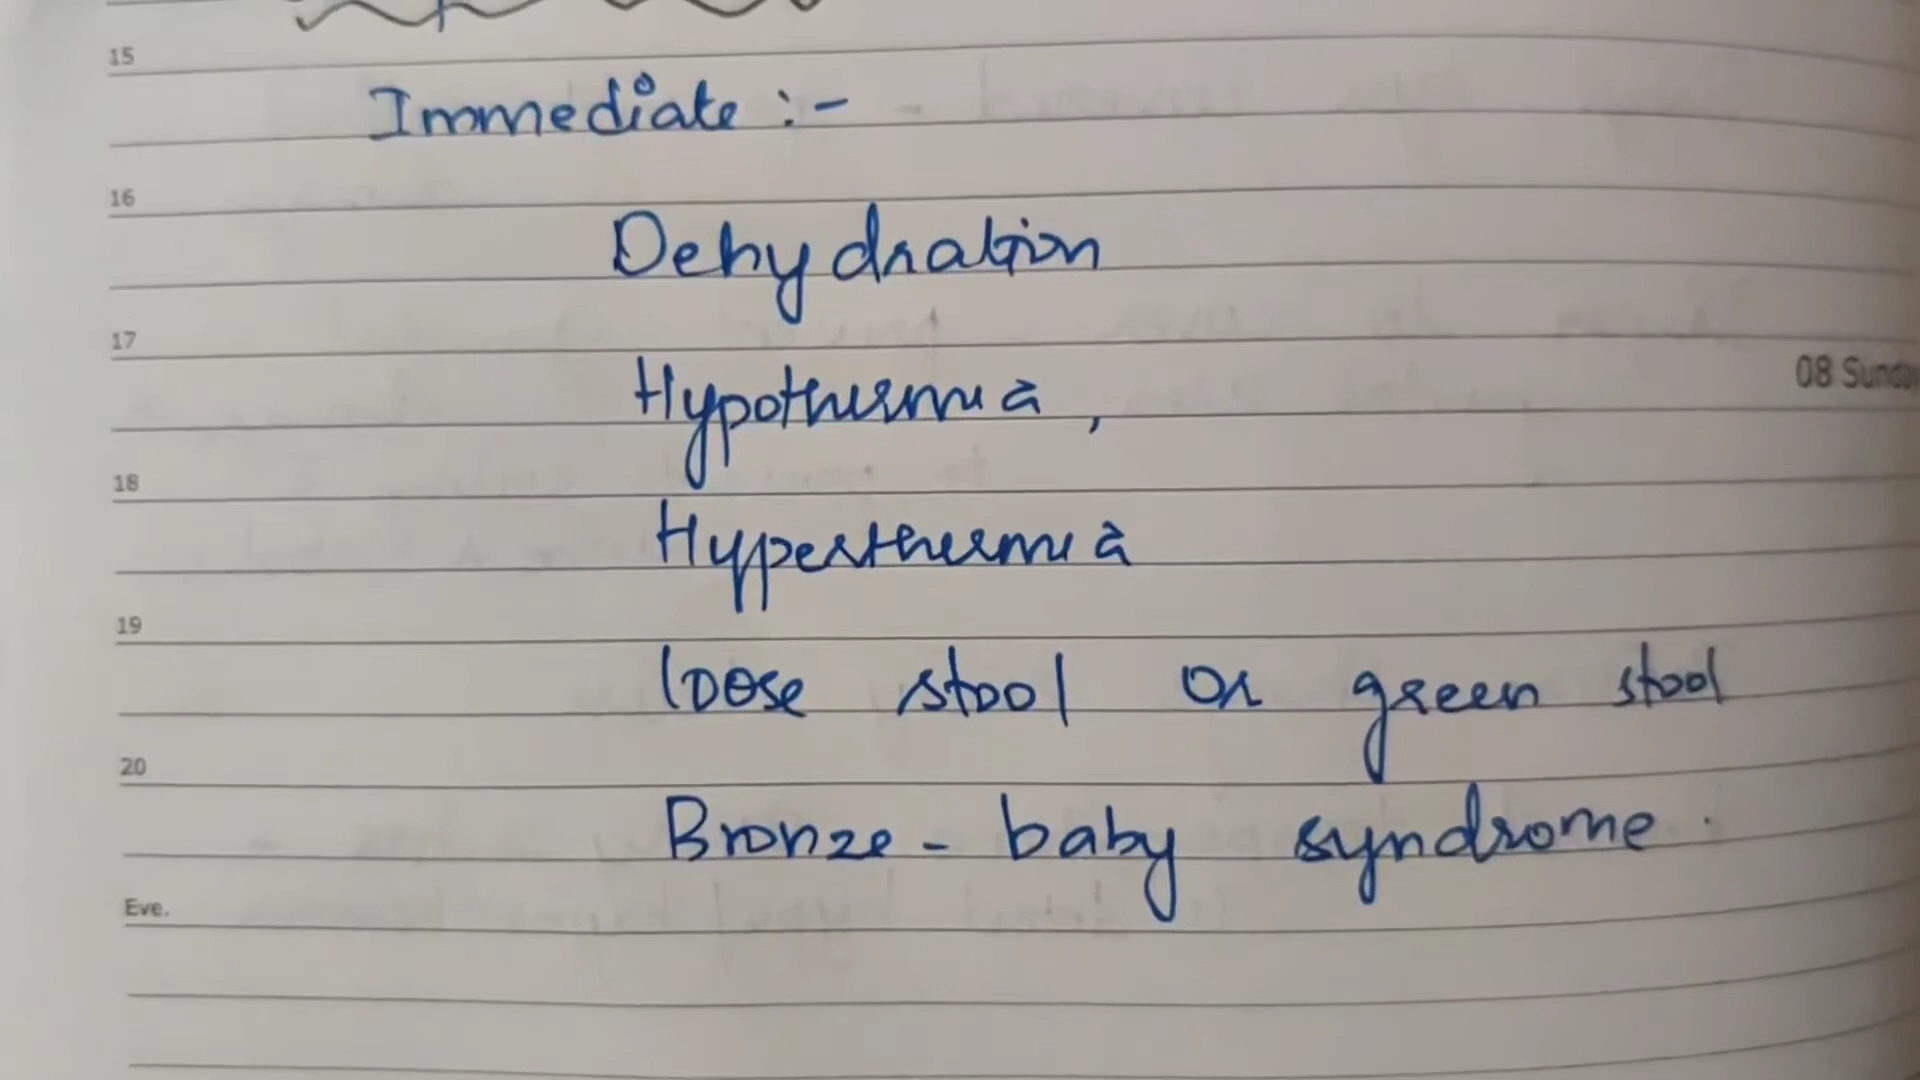 15
Immediate :-
16
Dehydration
17
Hypothermia,
08 Sunday
18
Hyperthermia
19
loose stool or green stool
20
Bronze - baby syndrome.
Eve.